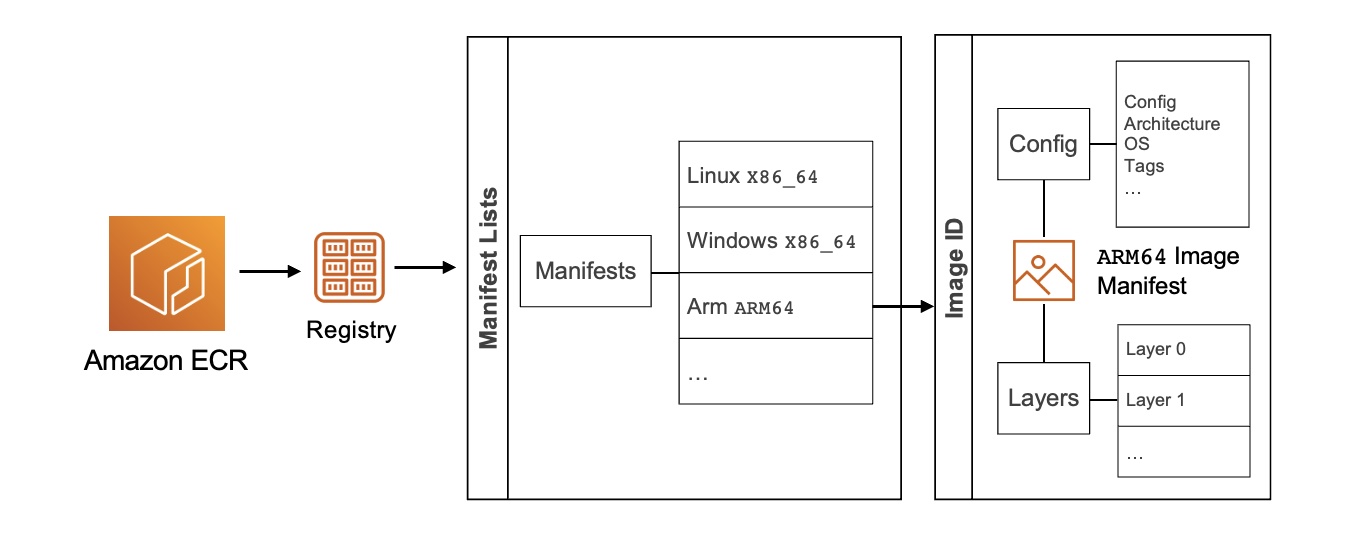 Amazon ECR
Registry
Manifest Lists
Manifests
Linux x86_64
Windows x86_64
Arm ARM64
...
Image ID
Config
Config
Architecture
OS
Tags
...
ARM64 Image
Manifest
Layers
Layer 0
Layer 1
...